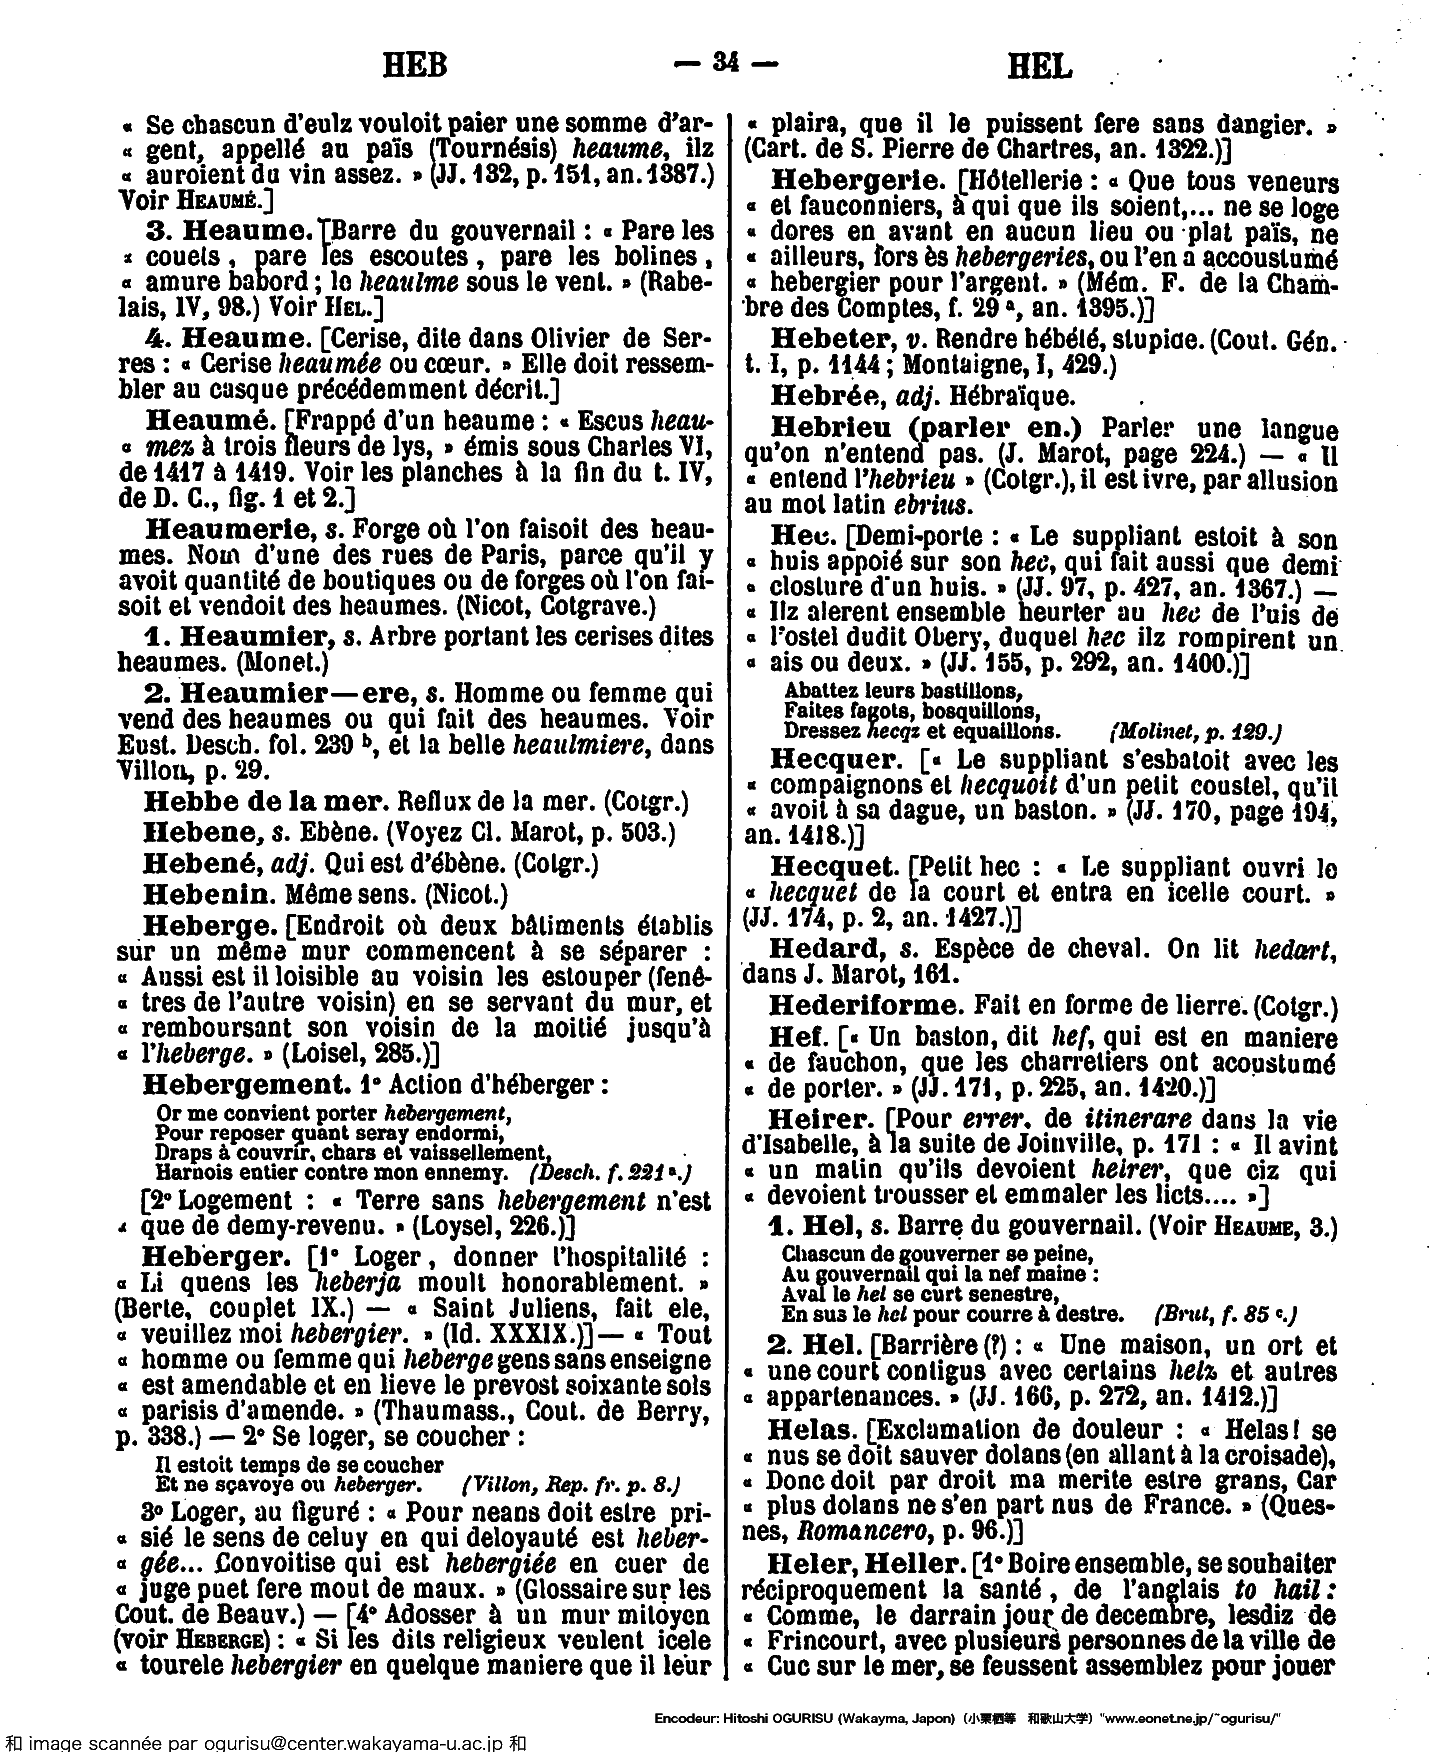 HEB — 34 — HEL
« Se chascun d'eulz vouloit paier une somme d'ar-
« gent, appellé au païs (Tournésis) heaume, ilz
« auroient du vin assez. » (JJ. 132, p. 151, an. 1387.)
Voir HEAUMÉ.]
3. Heaume. [Barre du gouvernail : « Pare les
« couets, pare les escoutes, pare les bolines,
« amure babord ; le heaulme sous le vent. » (Rabe-
lais, IV, 98.) Voir HEL.]
4. Heaume. [Cerise, dite dans Olivier de Ser-
res : « Cerise heaumée ou cœur. » Elle doit ressem-
bler au casque précédemment décrit.]
Heaumé. [Frappé d'un heaume : « Escus heau-
« mez à trois fleurs de lys, » émis sous Charles VI,
de 1417 à 1419. Voir les planches à la fin du t. IV,
de D. C., fig. 1 et 2.]
Heaumerie, s. Forge où l'on faisoit des heau-
mes. Nom d'une des rues de Paris, parce qu'il y
avoit quantité de boutiques ou de forges où l'on fai-
soit et vendoit des heaumes. (Nicot, Cotgrave.)
1. Heaumier, s. Arbre portant les cerises dites
heaumes. (Monet.)
2. Heaumier—ere, s. Homme ou femme qui
vend des heaumes ou qui fait des heaumes. Voir
Eust. Desch. fol. 239 b, et la belle heaulmiere, dans
Villon, p. 29.
Hebbe de la mer. Reflux de la mer. (Cotgr.)
Hebene, s. Ebène. (Voyez Cl. Marot, p. 503.)
Hebené, adj. Qui est d'ébène. (Cotgr.)
Hebenin. Même sens. (Nicot.)
Heberge. [Endroit où deux bâtiments établis
sur un même mur commencent à se séparer :
« Aussi est il loisible au voisin les estouper (fenê-
« tres de l'autre voisin) en se servant du mur, et
« remboursant son voisin de la moitié jusqu'à
« l'heberge. » (Loisel, 285.)]
Hebergement. 1° Action d'héberger :
Or me convient porter hebergement,
Pour reposer quant seray endormi,
Draps à couvrir, chars et vaissellement,
Harnois entier contre mon ennemy. (Desch. f. 221 a.)
[2° Logement : « Terre sans hebergement n'est
« que de demy-revenu. » (Loysel, 226.)]
Heberger. [1° Loger, donner l'hospitalité :
« Li quens les heberja moult honorablement. »
(Berte, couplet IX.) — « Saint Juliens, fait ele,
« veuillez moi hebergier. » (Id. XXXIX.)] — « Tout
« homme ou femme qui heberge gens sans enseigne
« est amendable et en lieve le prevost soixante sols
« parisis d'amende. » (Thaumass., Cout. de Berry,
p. 338.) — 2° Se loger, se coucher :
Il estoit temps de se coucher
Et ne sçavoye ou heberger. (Villon, Rep. fr. p. 8.)
3° Loger, au figuré : « Pour neans doit estre pri-
« sié le sens de celuy en qui deloyauté est heber-
« gée... Convoitise qui est hebergiée en cuer de
« juge puet fere mout de maux. » (Glossaire sur les
Cout. de Beauv.) — [4° Adosser à un mur mitoyen
(voir HEBERGE) : « Si les dits religieux veulent icele
« tourele hebergier en quelque maniere que il leur
« plaira, que il le puissent fere sans dangier. »
(Cart. de S. Pierre de Chartres, an. 1322.)]
Hebergerie. [Hôtellerie : « Que tous veneurs
« et fauconniers, à qui que ils soient,... ne se loge
« dores en avant en aucun lieu ou plat païs, ne
« ailleurs, fors ès hebergeries, ou l'en a accoustumé
« hebergier pour l'argent. » (Mém. F. de la Cham-
bre des Comptes, f. 29 a, an. 1395.)]
Hebeter, v. Rendre hébété, stupide. (Cout. Gén.
t. I, p. 1144 ; Montaigne, I, 429.)
Hebrée, adj. Hébraïque.
Hebrieu (parler en.) Parler une langue
qu'on n'entend pas. (J. Marot, page 224.) — « Il
« entend l'hebrieu » (Cotgr.), il est ivre, par allusion
au mot latin ebrius.
Hec. [Demi-porte : « Le suppliant estoit à son
« huis appoié sur son hec, qui fait aussi que demi
« closture d'un huis. » (JJ. 97, p. 427, an. 1367.) —
« Ilz alerent ensemble heurter au hec de l'uis de
« l'ostel dudit Obery, duquel hec ilz rompirent un
« ais ou deux. » (JJ. 155, p. 292, an. 1400.)]
Abattez leurs bastillons,
Faites fagots, bosquillons,
Dressez hecqz et equaillons. (Molinet, p. 129.)
Hecquer. [« Le suppliant s'esbatoit avec les
« compaignons et hecquoit d'un petit coustel, qu'il
« avoit à sa dague, un baston. » (JJ. 170, page 194,
an. 1418.)]
Hecquet. [Petit hec : « Le suppliant ouvri le
« hecquet de la court et entra en icelle court. »
(JJ. 174, p. 2, an. 1427.)]
Hedard, s. Espèce de cheval. On lit hedart,
dans J. Marot, 161.
Hederiforme. Fait en forme de lierre. (Cotgr.)
Hef. [« Un baston, dit hef, qui est en maniere
« de fauchon, que les charretiers ont acoustumé
« de porter. » (JJ. 171, p. 225, an. 1420.)]
Heirer. [Pour errer, de itinerare dans la vie
d'Isabelle, à la suite de Joinville, p. 171 : « Il avint
« un matin qu'ils devoient heirer, que ciz qui
« devoient trousser et emmaler les licts.... »]
1. Hel, s. Barre du gouvernail. (Voir HEAUME, 3.)
Chascun de gouverner se peine,
Au gouvernail qui la nef maine :
Aval le hel se curt senestre,
En sus le hel pour courre à destre. (Brut, f. 85 c.)
2. Hel. [Barrière (?) : « Une maison, un ort et
« une court contigus avec certains helz et autres
« appartenances. » (JJ. 166, p. 272, an. 1412.)]
Helas. [Exclamation de douleur : « Helas! se
« nus se doit sauver dolans (en allant à la croisade),
« Donc doit par droit ma merite estre grans, Car
« plus dolans ne s'en part nus de France. » (Ques-
nes, Romancero, p. 96.)]
Heler, Heller. [1° Boire ensemble, se souhaiter
réciproquement la santé, de l'anglais to hail :
« Comme, le darrain jour de decembre, lesdiz de
« Frincourt, avec plusieurs personnes de la ville de
« Cuc sur le mer, se feussent assemblez pour jouer
Encodeur: Hitoshi OGURISU (Wakayma, Japon) (小栗栖等 和歌山大学) "www.eonet.ne.jp/~ogurisu/"
和 image scannée par ogurisu@center.wakayama-u.ac.jp 和